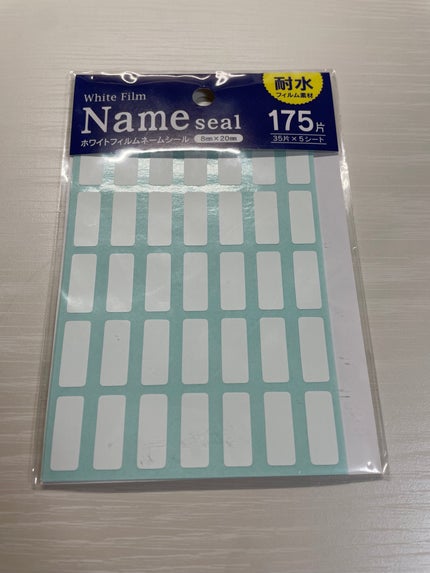 White Film
Name seal
ホワイトフィルムネームシール 8mm×20mm
耐水
フィルム素材
175片
35片×5シート